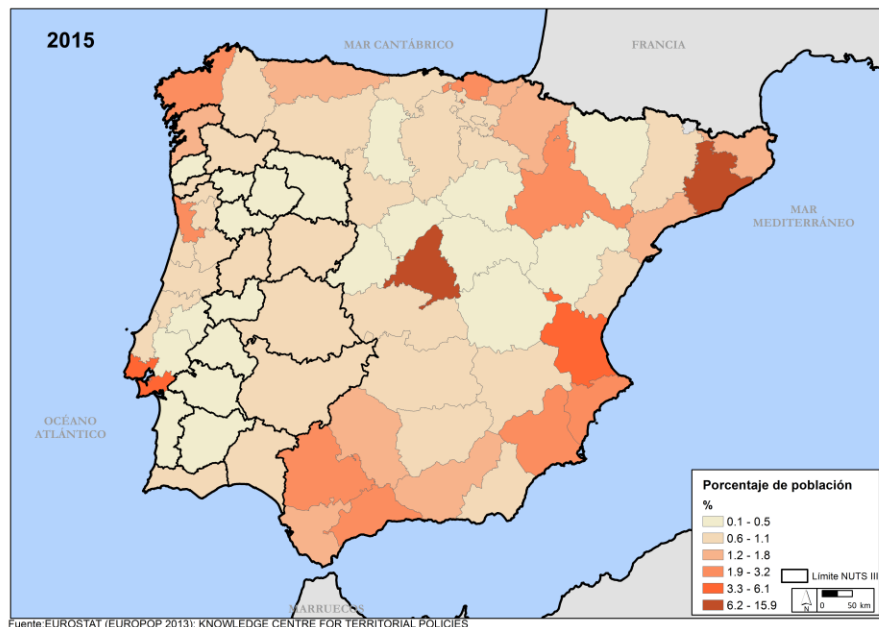 2015
MAR CANTÁBRICO
FRANCIA
MAR
MEDITERRÁNEO
OCÉANO
ATLÁNTICO
MARRUECOS
Porcentaje de población
%
0.1 - 0.5
0.6 - 1.1
1.2 - 1.8
1.9 - 3.2
3.3 - 6.1
6.2 - 15.9
Límite NUTS III
N
0 50 km
Fuente:EUROSTAT (EUROPOP 2013); KNOWLEDGE CENTRE FOR TERRITORIAL POLICIES